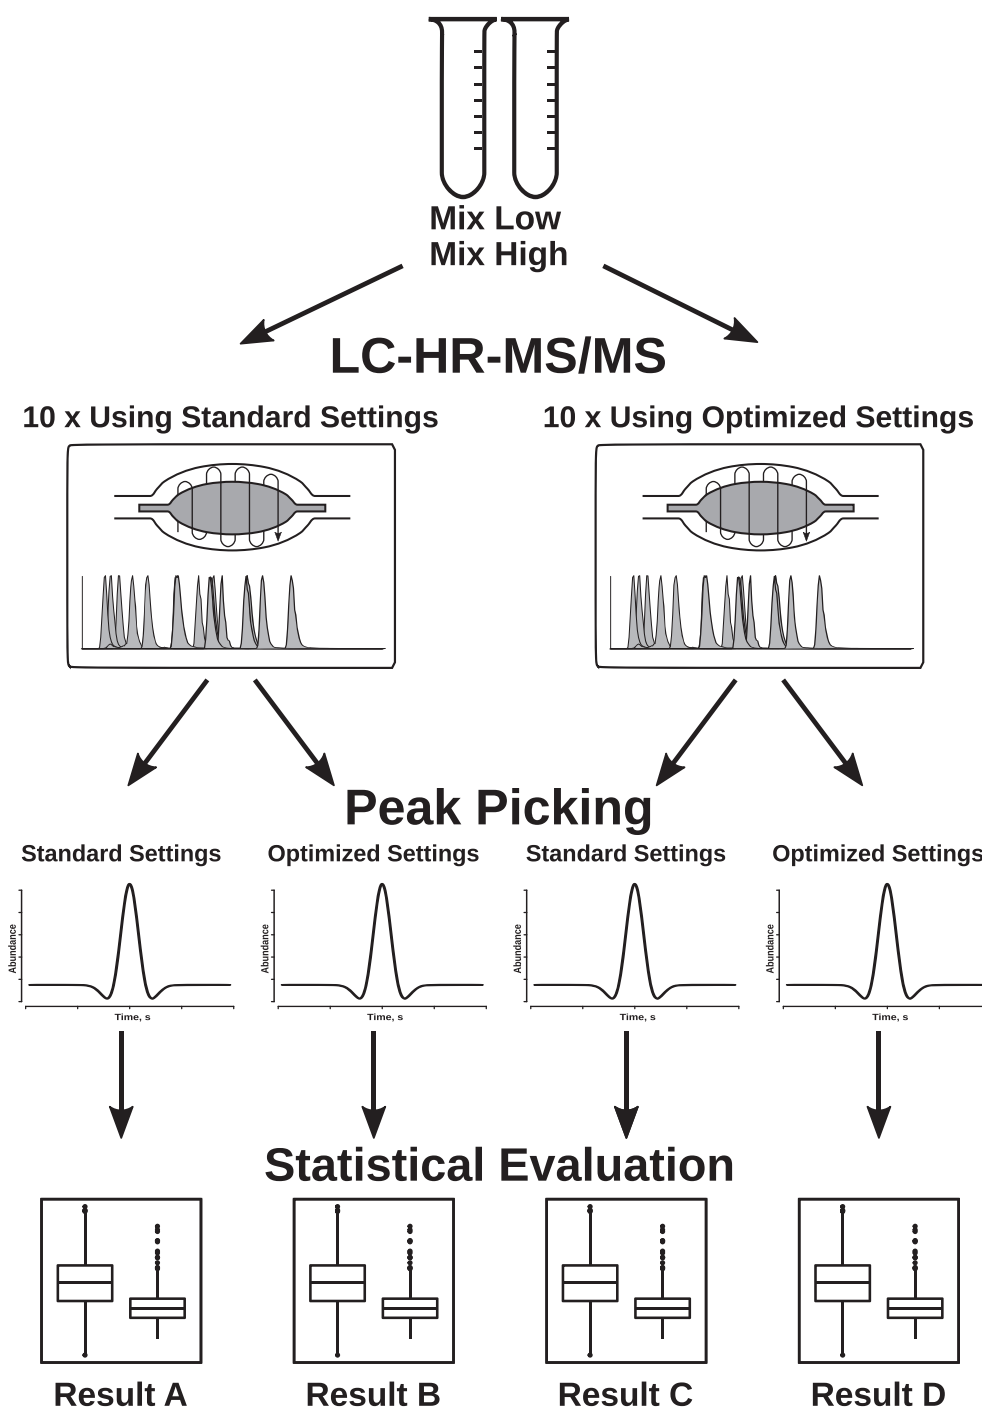 Mix Low
Mix High
LC-HR-MS/MS
10 x Using Standard Settings
10 x Using Optimized Settings
Peak Picking
Standard Settings
Optimized Settings
Standard Settings
Optimized Settings
Abundance
Time, s
Abundance
Time, s
Abundance
Time, s
Abundance
Time, s
Statistical Evaluation
Result A
Result B
Result C
Result D